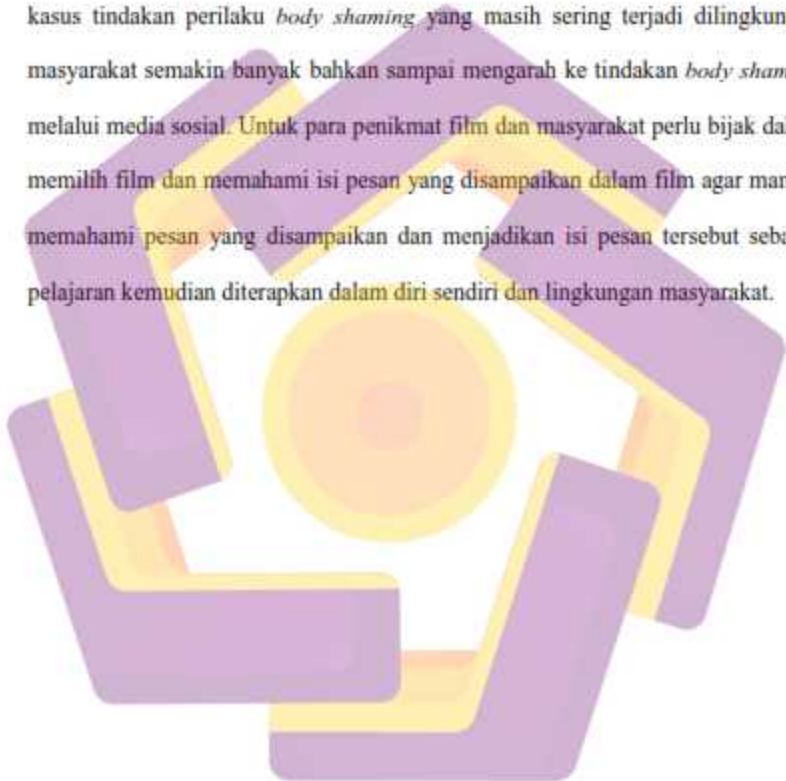 kasus tindakan perilaku body shaming yang masih sering terjadi dilingkun
masyarakat semakin banyak bahkan sampai mengarah ke tindakan body sham
melalui media sosial. Untuk para penikmat film dan masyarakat perlu bijak dal
memilih film dan memahami isi pesan yang disampaikan dalam film agar mam
memahami pesan yang disampaikan dan menjadikan isi pesan tersebut seba
pelajaran kemudian diterapkan dalam diri sendiri dan lingkungan masyarakat.